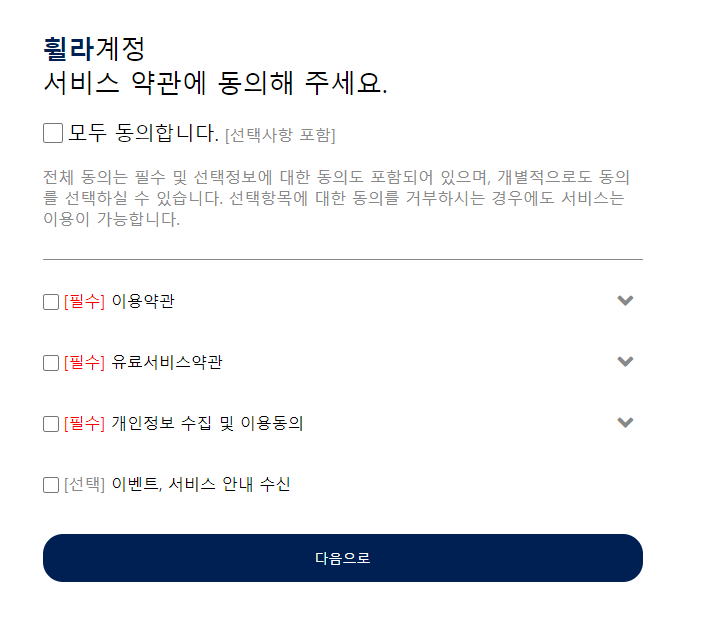 휠라계정
서비스 약관에 동의해 주세요.
모두 동의합니다. [선택사항 포함]
전체 동의는 필수 및 선택정보에 대한 동의도 포함되어 있으며, 개별적으로도 동의
를 선택하실 수 있습니다. 선택항목에 대한 동의를 거부하시는 경우에도 서비스는
이용이 가능합니다.
[필수] 이용약관
[필수] 유료서비스약관
[필수] 개인정보 수집 및 이용동의
[선택] 이벤트, 서비스 안내 수신
다음으로